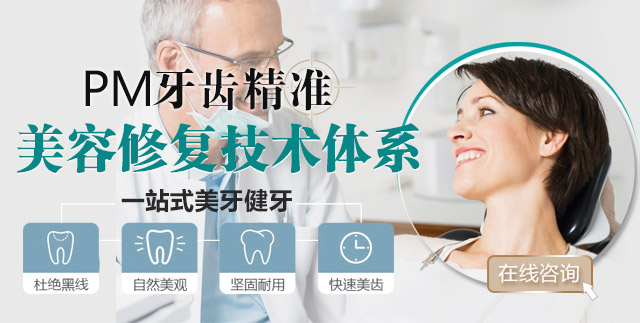 PM牙齿精准
美容修复技术体系
一站式美牙健牙
杜绝黑线
自然美观
坚固耐用
快速美齿
在线咨询